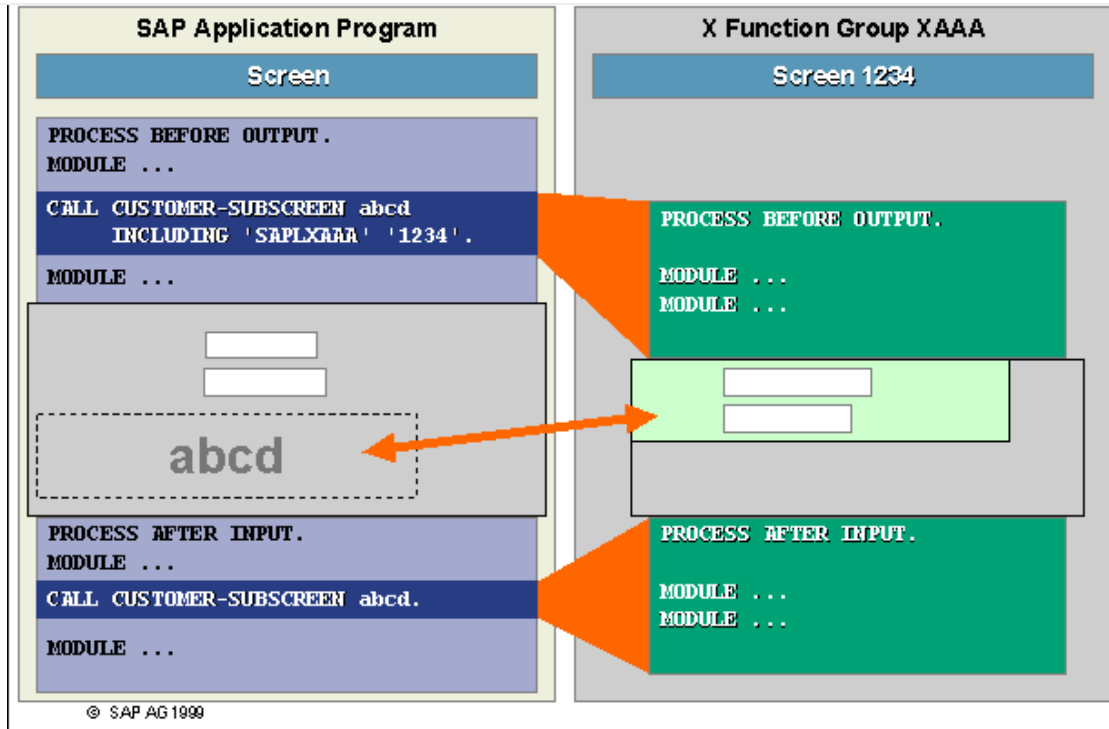 SAP Application Program
Screen
PROCESS BEFORE OUTPUT.
MODULE ...
CALL CUSTOMER-SUBSCREEN abcd
INCLUDING 'SAPLXAAA' '1234'.
MODULE ...
abcd
PROCESS AFTER INPUT.
MODULE ...
CALL CUSTOMER-SUBSCREEN abcd.
MODULE ...
X Function Group XAAA
Screen 1234
PROCESS BEFORE OUTPUT.
MODULE ...
MODULE ...
PROCESS AFTER INPUT.
MODULE ...
MODULE ...
© SAP AG 1999